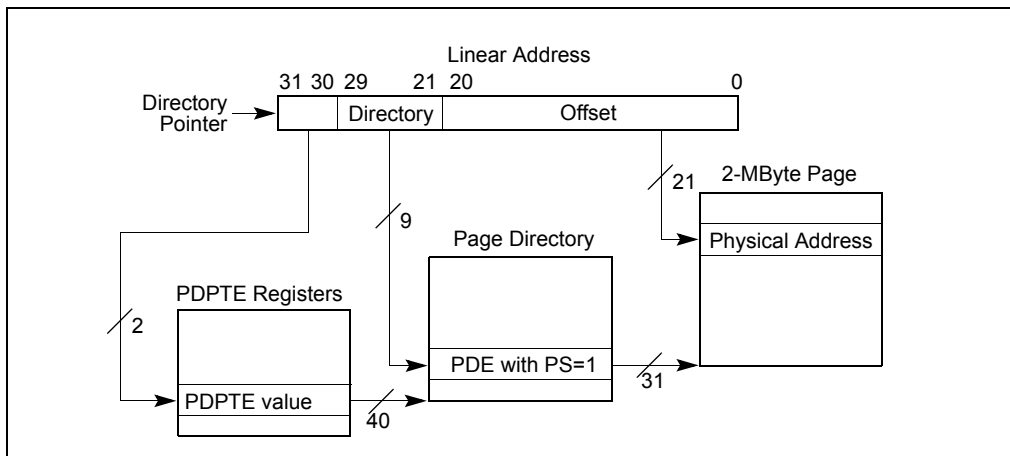 Linear Address
31 30 29 21 20 0
Directory Pointer
Directory
Offset
21
2-MByte Page
9
Physical Address
Page Directory
PDPTE Registers
2
PDE with PS=1
31
PDPTE value
40